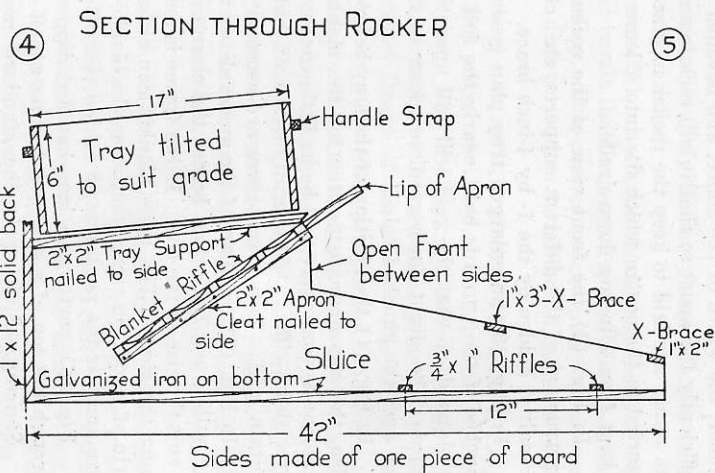 SECTION THROUGH ROCKER
④
⑤
17"
Handle Strap
6"
Tray tilted
to suit grade
Lip of Apron
2"x2" Tray Support
nailed to side
Open Front
between sides
1 x 12 solid back
Blanket Riffle
2"x 2" Apron
Cleat nailed to
side
1"x 3"-X- Brace
X-Brace
1"x 2"
Sluice
3/4" x 1" Riffles
Galvanized iron on bottom
12"
42"
Sides made of one piece of board